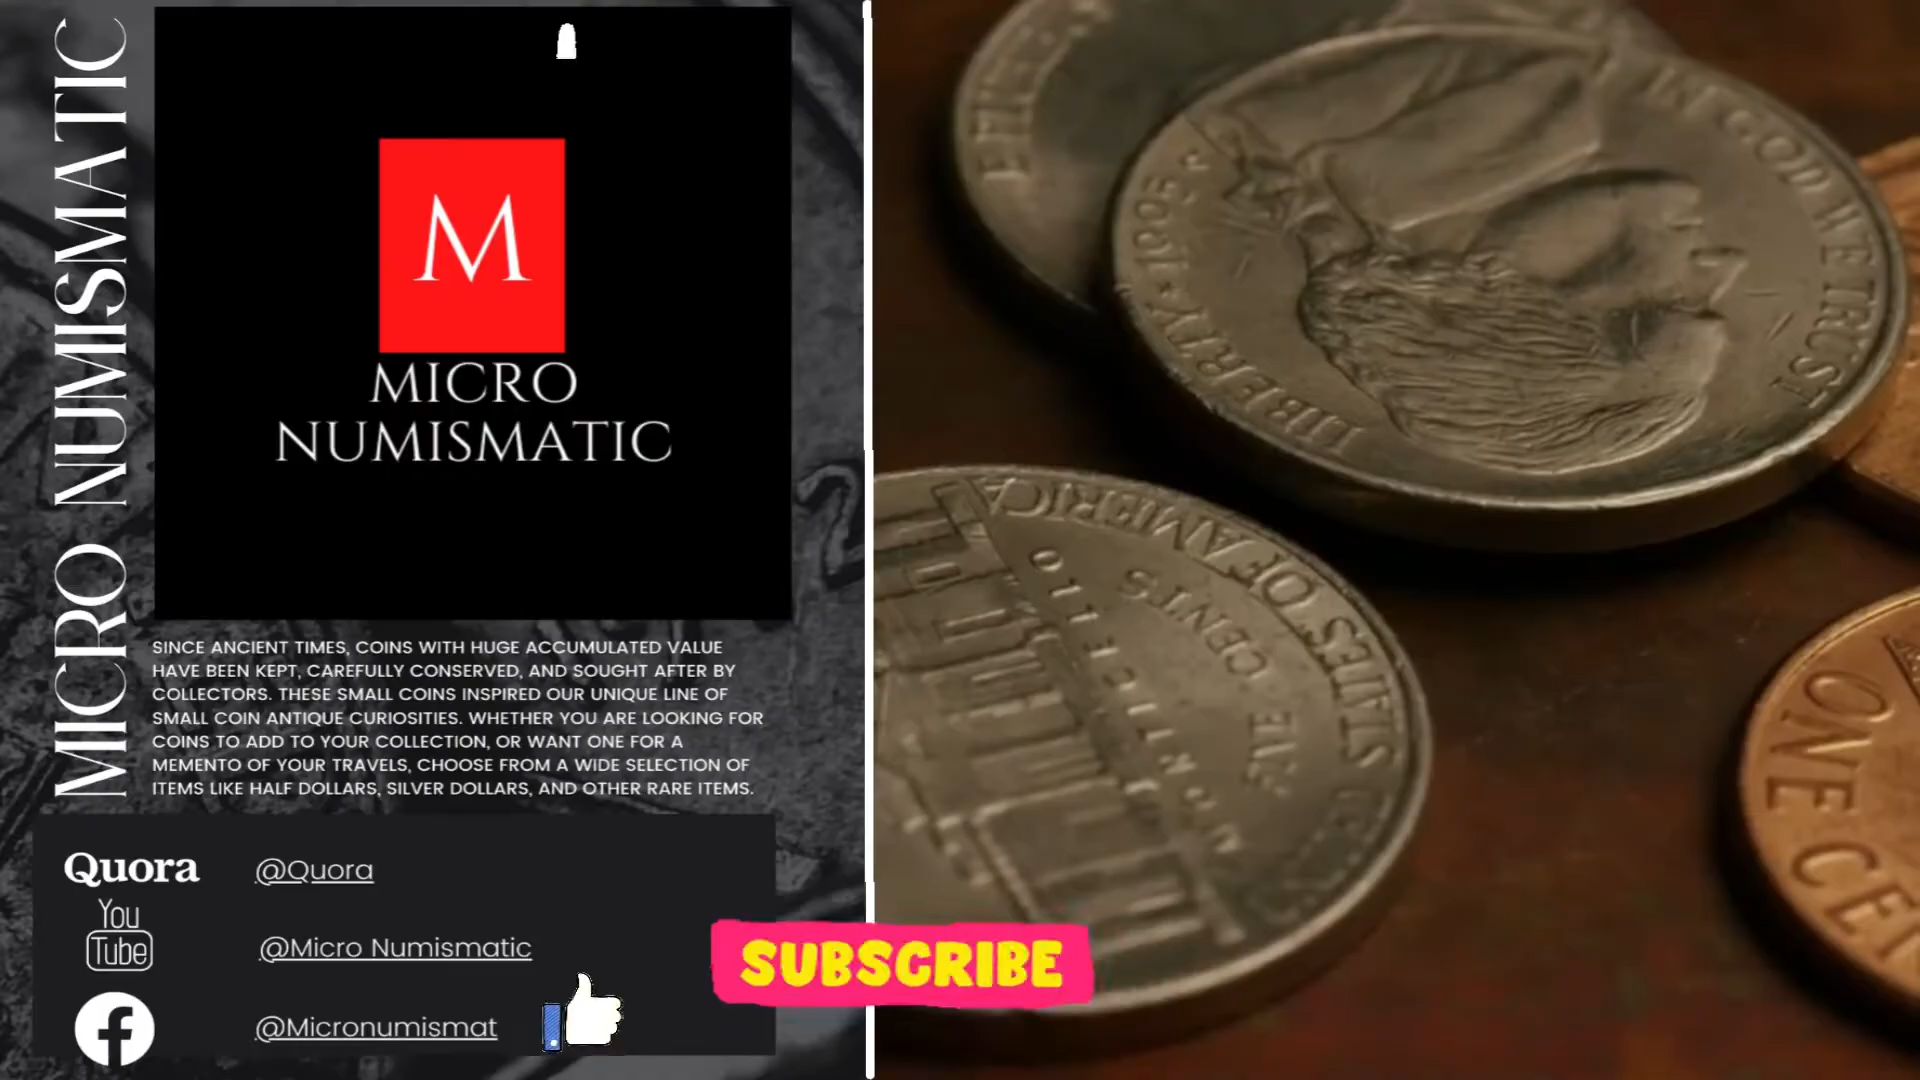 MICRO NUMISMATIC
M
MICRO
NUMISMATIC
SINCE ANCIENT TIMES, COINS WITH HUGE ACCUMULATED VALUE
HAVE BEEN KEPT, CAREFULLY CONSERVED, AND SOUGHT AFTER BY
COLLECTORS. THESE SMALL COINS INSPIRED OUR UNIQUE LINE OF
SMALL COIN ANTIQUE CURIOSITIES. WHETHER YOU ARE LOOKING FOR
COINS TO ADD TO YOUR COLLECTION, OR WANT ONE FOR A
MEMENTO OF YOUR TRAVELS, CHOOSE FROM A WIDE SELECTION OF
ITEMS LIKE HALF DOLLARS, SILVER DOLLARS, AND OTHER RARE ITEMS.
Quora @Quora
You
Tube @Micro Numismatic
f @Micronumismat
SUBSCRIBE
IN GOD WE TRUST
LIBERTY
STATES OF AMERICA
CENTS
MONTICELLO
ONE CEN